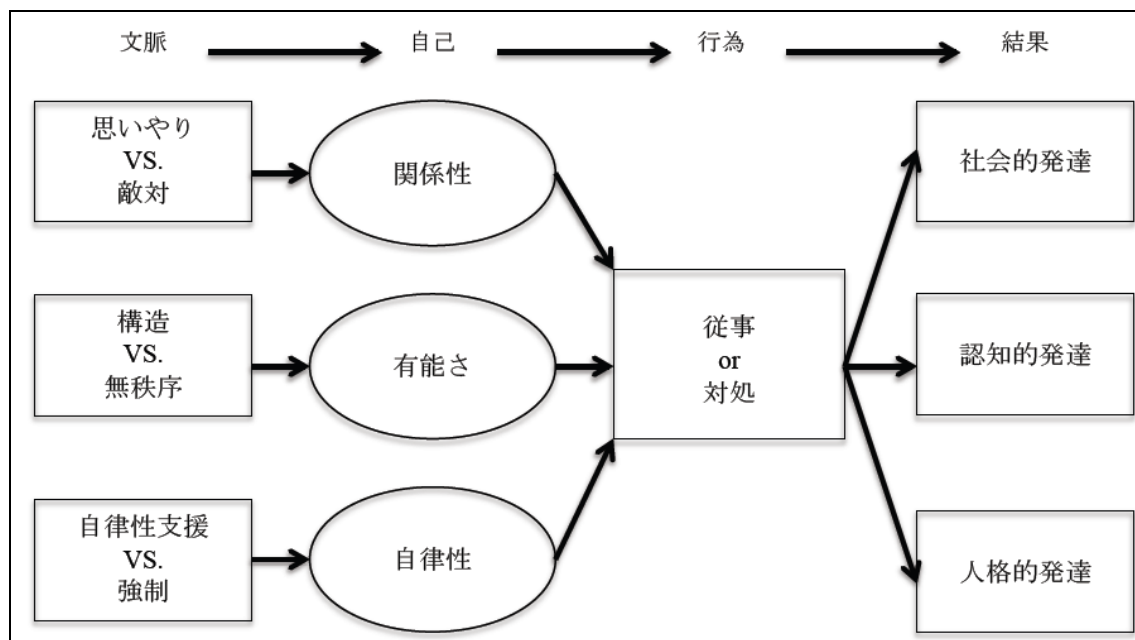 文脈
自己
行為
結果
思いやり
VS.
敵対
関係性
社会的発達
構造
VS.
無秩序
有能さ
従事
or
対処
認知的発達
自律性支援
VS.
強制
自律性
人格的発達